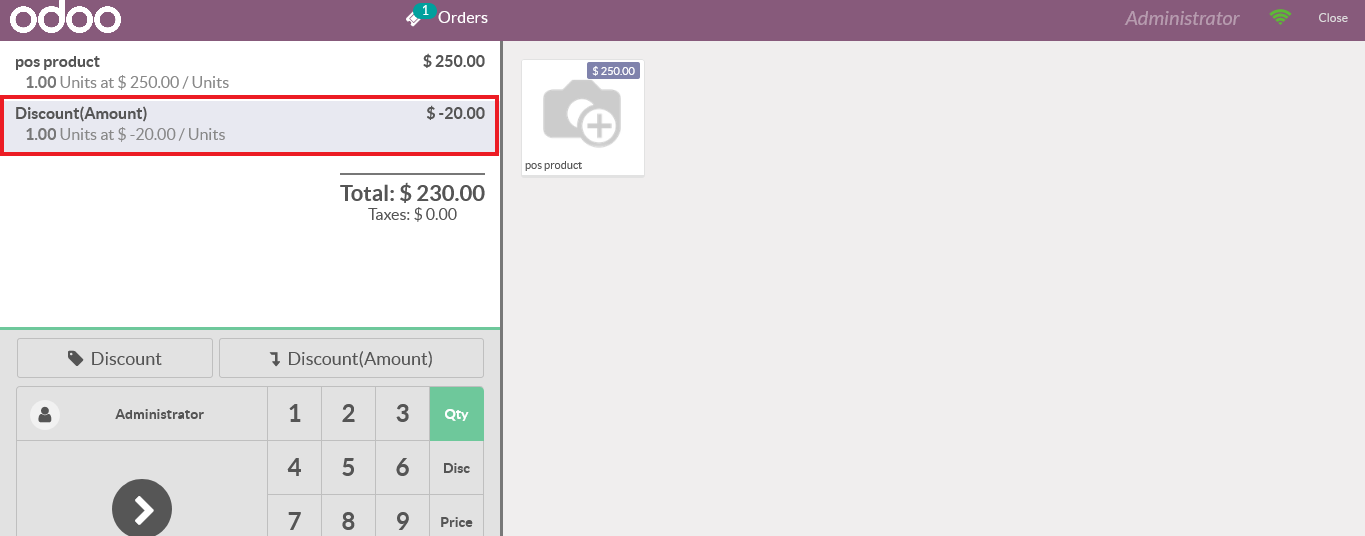 odoo
1
Orders
Administrator
Close
pos product $ 250.00
1.00 Units at $ 250.00 / Units
Discount(Amount) $ -20.00
1.00 Units at $ -20.00 / Units
Total: $ 230.00
Taxes: $ 0.00
$ 250.00
pos product
Discount Discount(Amount)
Administrator 1 2 3 Qty
4 5 6 Disc
7 8 9 Price